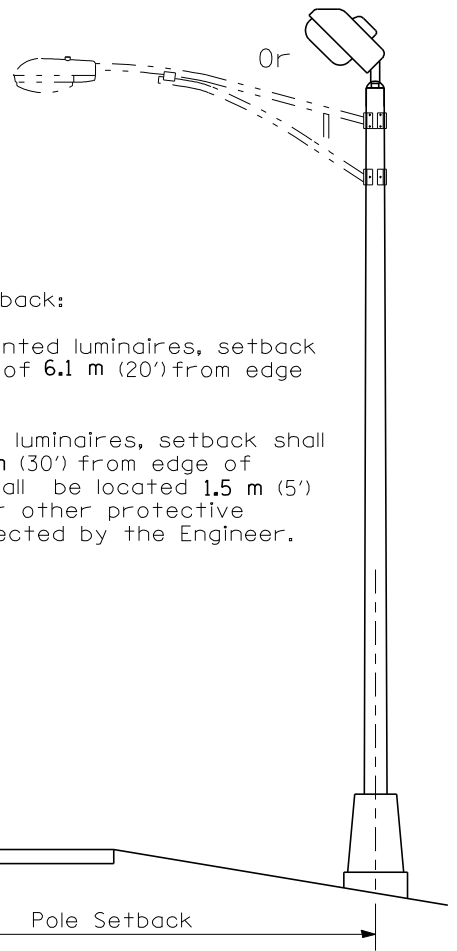 Or
back:
nted luminaires, setback
of 6.1 m (20') from edge
luminaires, setback shall
m (30') from edge of
all be located 1.5 m (5')
r other protective
ected by the Engineer.
Pole Setback